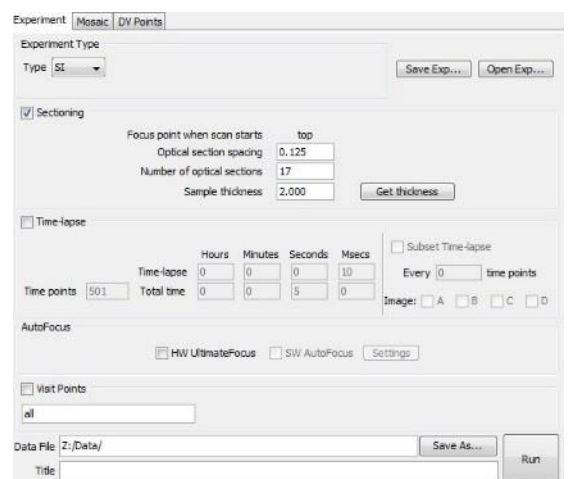 Experiment Mosaic DV Points
Experiment Type
Type SI Save Exp... Open Exp...
Sectioning
Focus point when scan starts top
Optical section spacing 0.125
Number of optical sections 17
Sample thickness 2.000 Get thickness
Time-lapse
Subset Time-lapse
Hours Minutes Seconds Msecs
Time-lapse 0 0 0 10 Every 0 time points
Time points 501 Total time 0 0 5 0 Image: A B C D
AutoFocus
HW UltimateFocus SW AutoFocus Settings
Visit Points
all
Data File Z:/Data/ Save As...
Run
Title